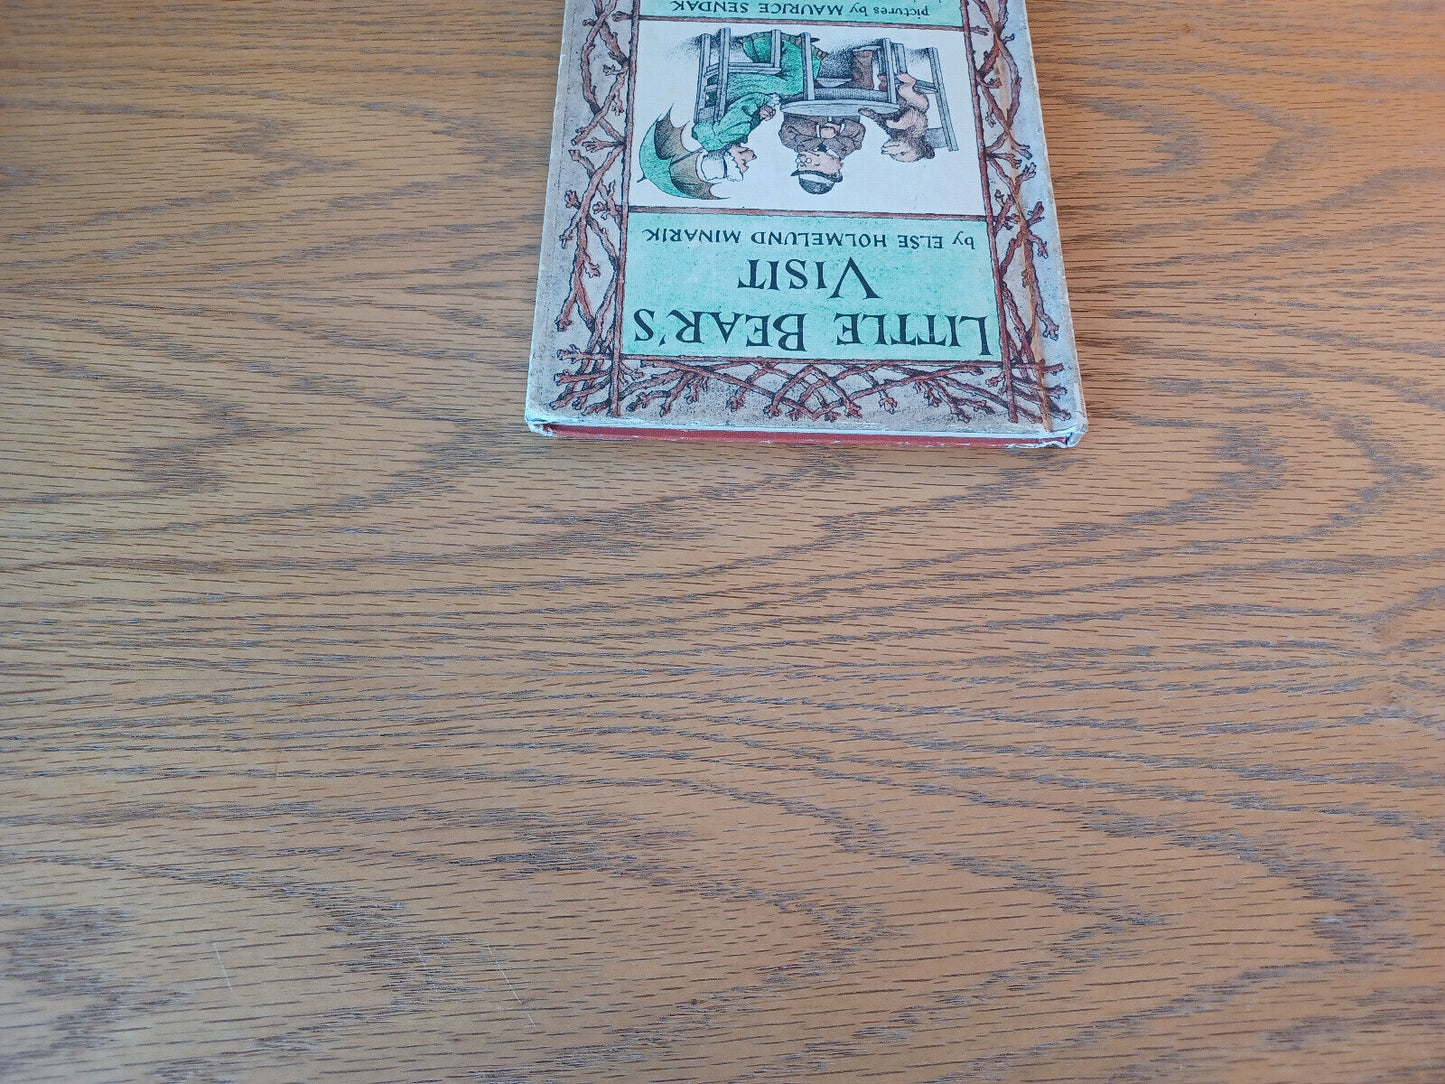 LITTLE BEAR'S
VISIT
by ELSE HOLMELUND MINARIK
pictures by MAURICE SENDAK